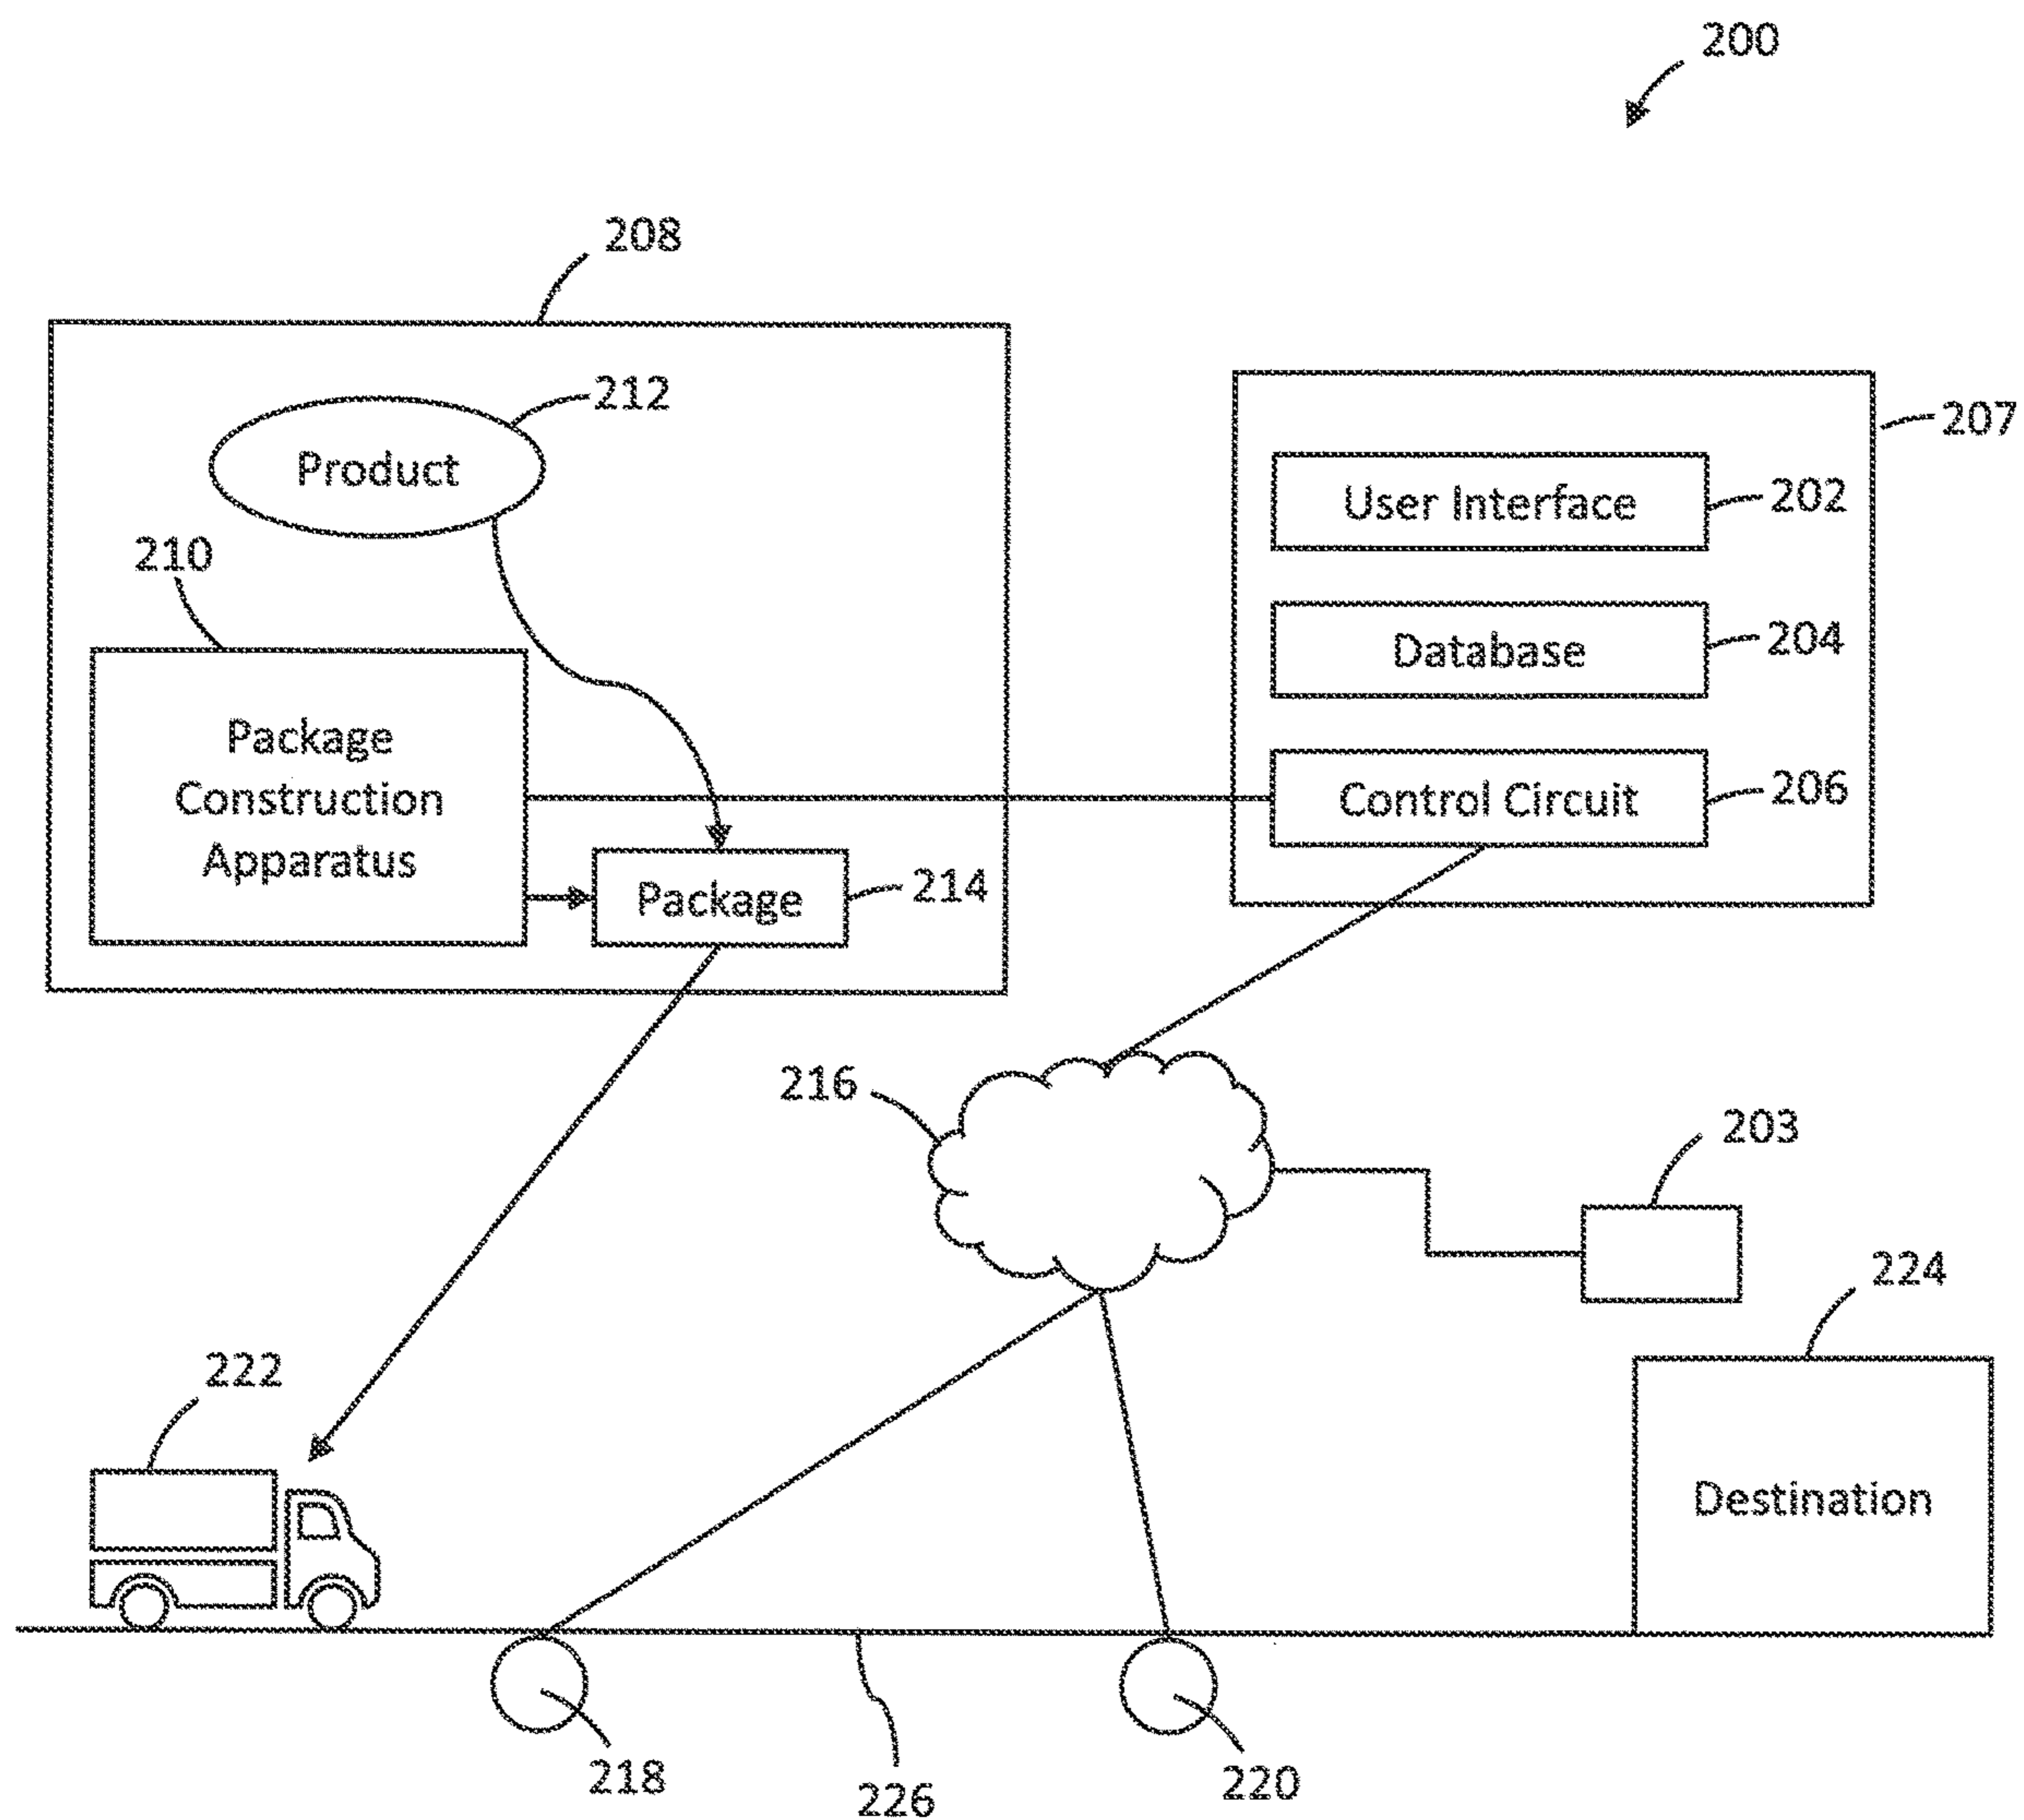 200
208
212
Product
207
User Interface
202
210
Database
204
Package
Construction
Apparatus
Control Circuit
206
Package
214
216
203
224
222
Destination
218
226
220